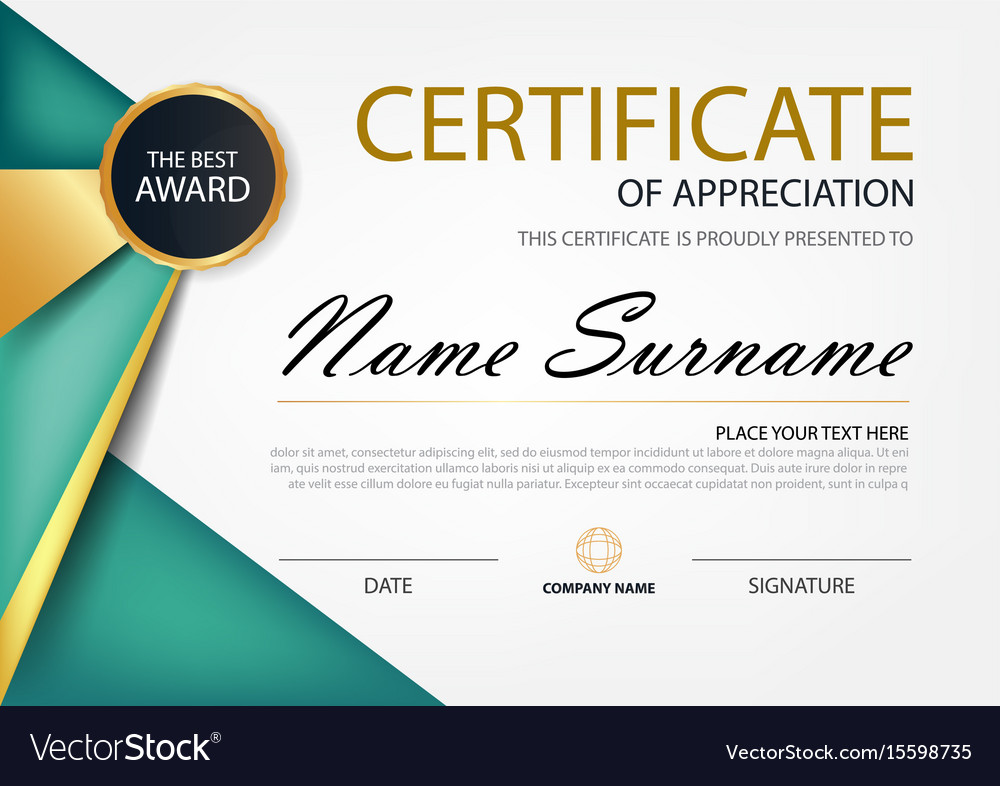 THE BEST
AWARD
CERTIFICATE
OF APPRECIATION
THIS CERTIFICATE IS PROUDLY PRESENTED TO
Name Surname
PLACE YOUR TEXT HERE
dolor sit amet, consectetur adipiscing elit, sed do eiusmod tempor incididunt ut labore et dolore magna aliqua. Ut eni
iam, quis nostrud exercitation ullamco laboris nisi ut aliquip ex ea commodo consequat. Duis aute irure dolor in repre
ate velit esse cillum dolore eu fugiat nulla pariatur. Excepteur sint occaecat cupidatat non proident, sunt in culpa q
DATE
COMPANY NAME
SIGNATURE
VectorStock®
VectorStock.com/15598735